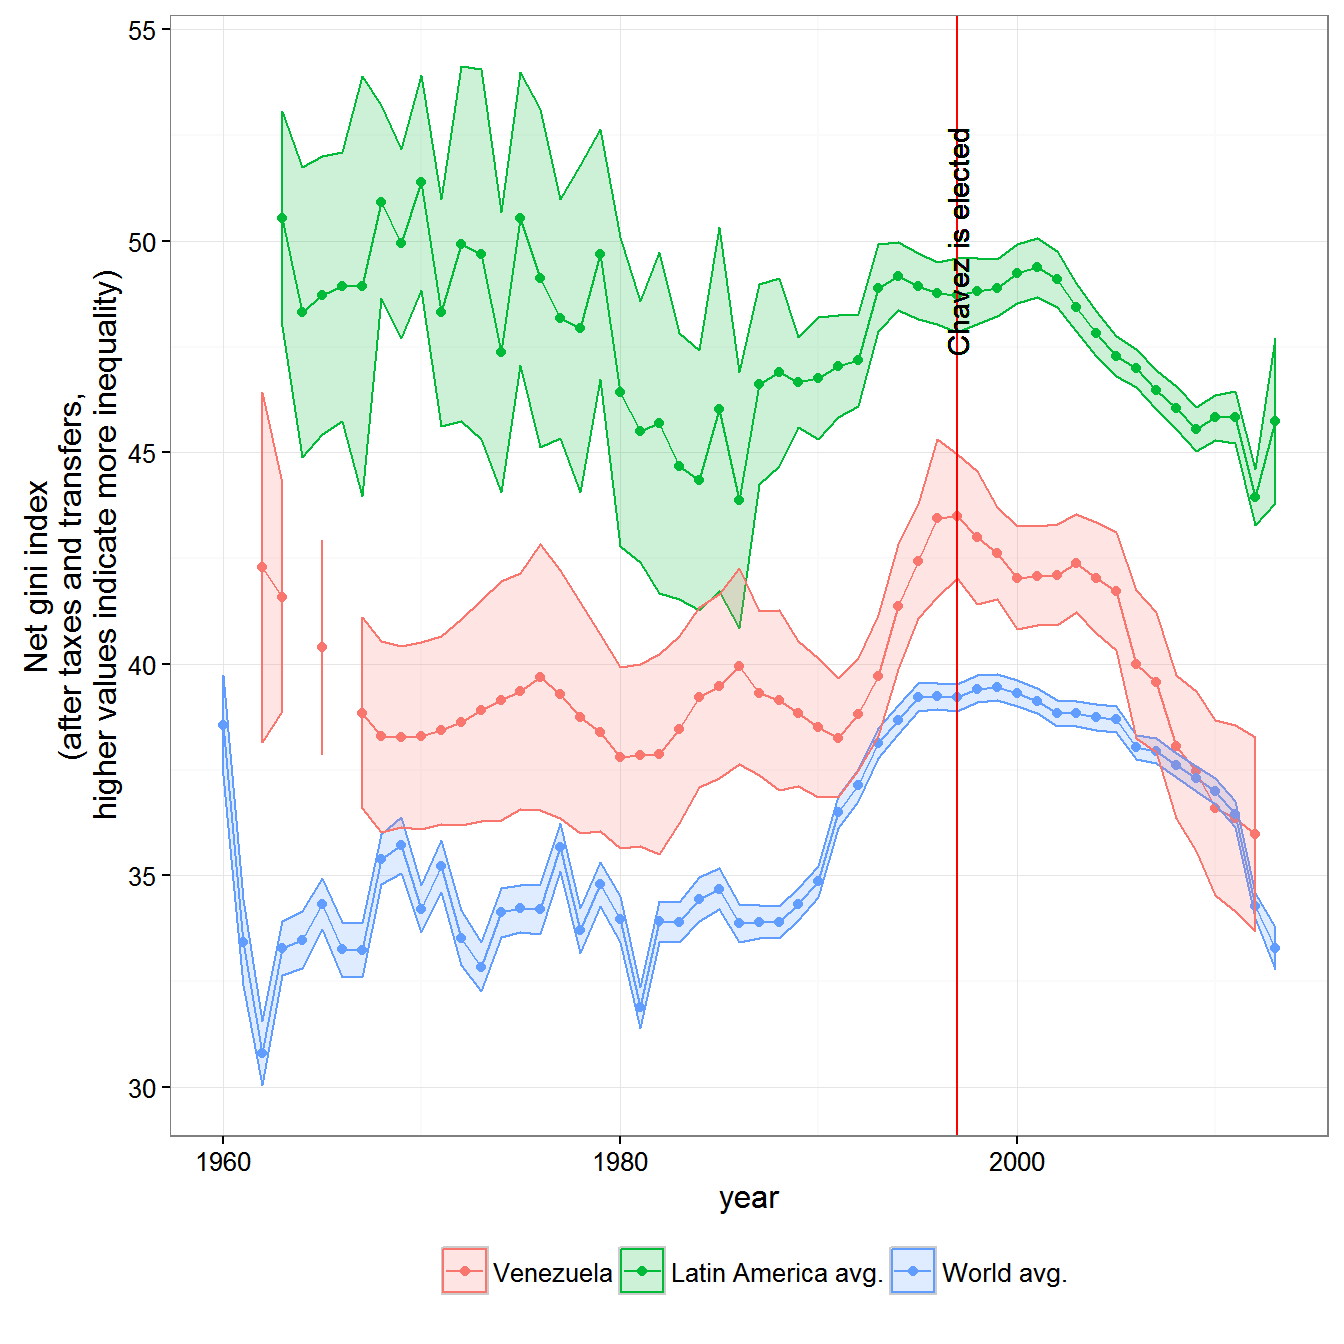 55
50
45
40
35
30
Net gini index
(after taxes and transfers,
higher values indicate more inequality)
Chavez is elected
1960
1980
2000
year
Venezuela
Latin America avg.
World avg.